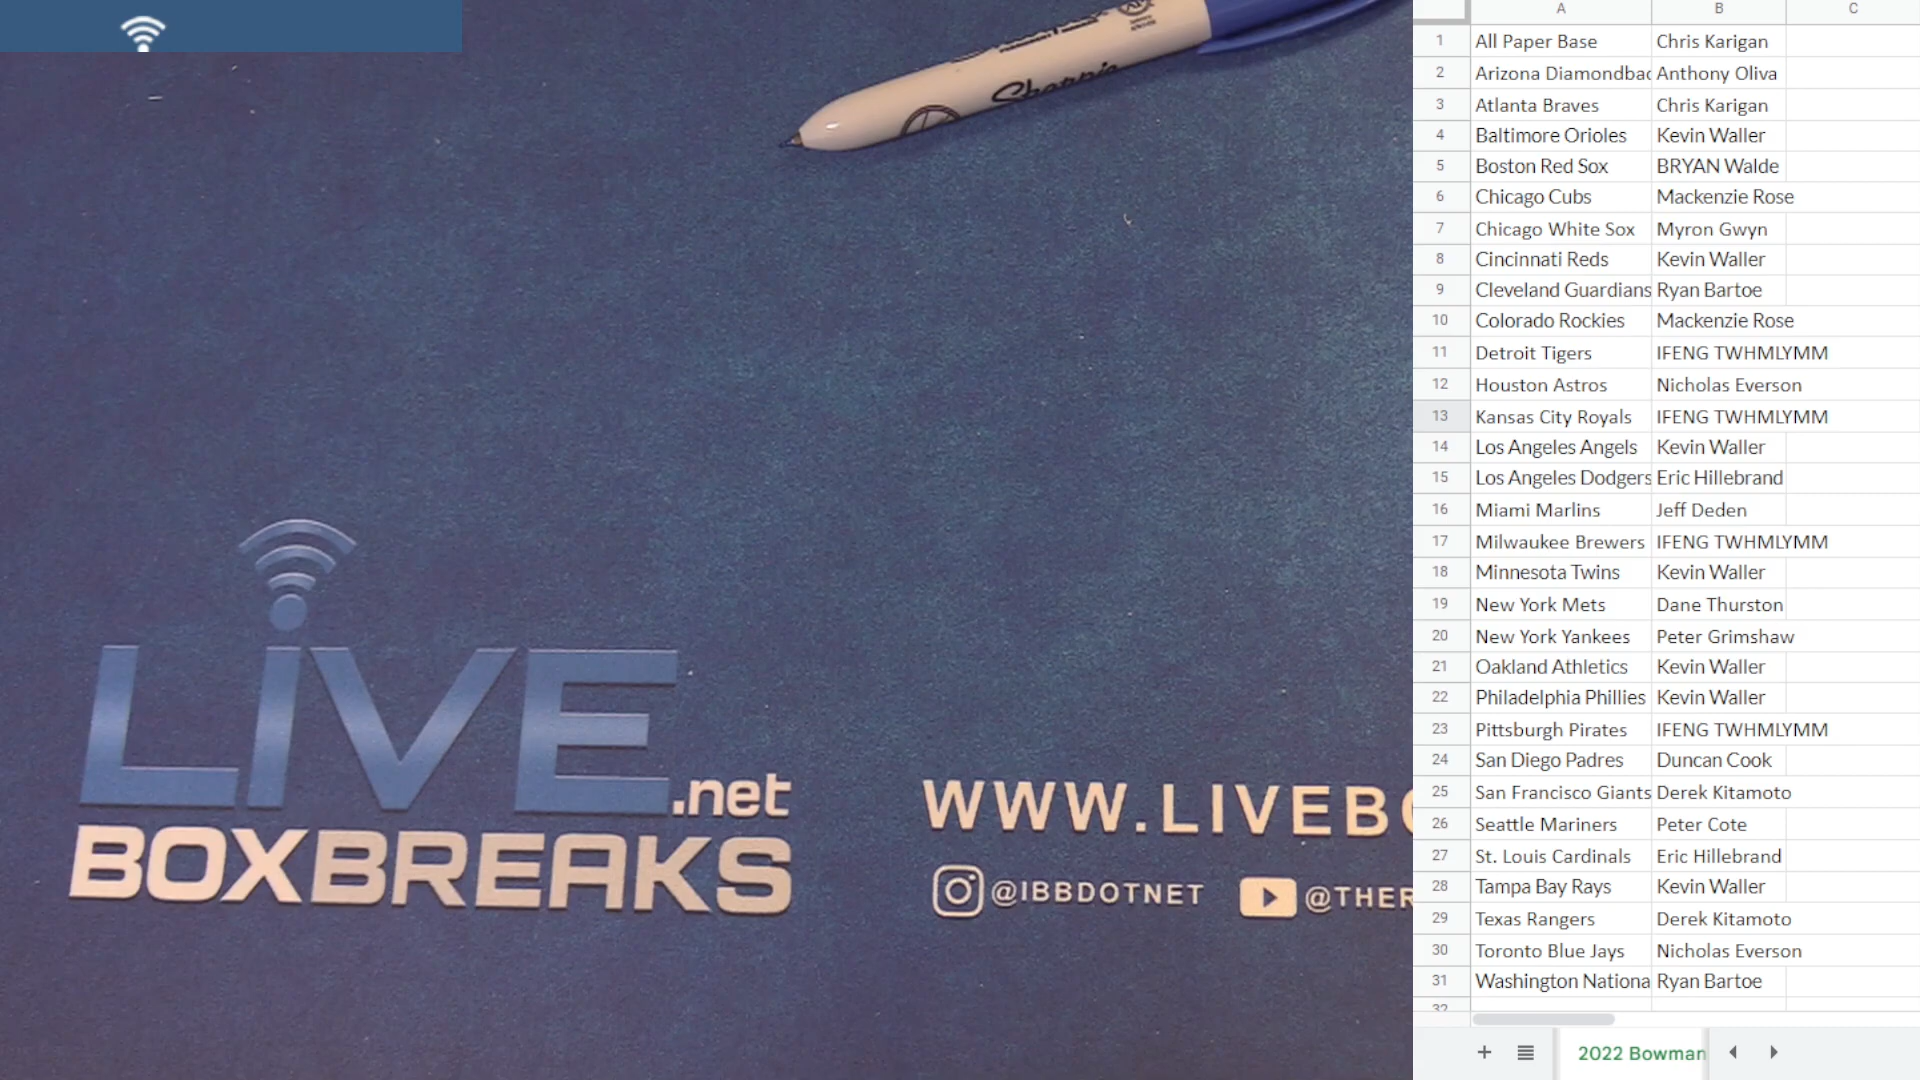 Sharpie
LIVE.net
BOXBREAKS
WWW.LIVEBO
@IBBDOTNET
@THER
A B C
1 All Paper Base Chris Karigan
2 Arizona Diamondbac Anthony Oliva
3 Atlanta Braves Chris Karigan
4 Baltimore Orioles Kevin Waller
5 Boston Red Sox BRYAN Walde
6 Chicago Cubs Mackenzie Rose
7 Chicago White Sox Myron Gwyn
8 Cincinnati Reds Kevin Waller
9 Cleveland Guardians Ryan Bartoe
10 Colorado Rockies Mackenzie Rose
11 Detroit Tigers IFENG TWHMLYMM
12 Houston Astros Nicholas Everson
13 Kansas City Royals IFENG TWHMLYMM
14 Los Angeles Angels Kevin Waller
15 Los Angeles Dodgers Eric Hillebrand
16 Miami Marlins Jeff Deden
17 Milwaukee Brewers IFENG TWHMLYMM
18 Minnesota Twins Kevin Waller
19 New York Mets Dane Thurston
20 New York Yankees Peter Grimshaw
21 Oakland Athletics Kevin Waller
22 Philadelphia Phillies Kevin Waller
23 Pittsburgh Pirates IFENG TWHMLYMM
24 San Diego Padres Duncan Cook
25 San Francisco Giants Derek Kitamoto
26 Seattle Mariners Peter Cote
27 St. Louis Cardinals Eric Hillebrand
28 Tampa Bay Rays Kevin Waller
29 Texas Rangers Derek Kitamoto
30 Toronto Blue Jays Nicholas Everson
31 Washington Nationa Ryan Bartoe
32
2022 Bowman